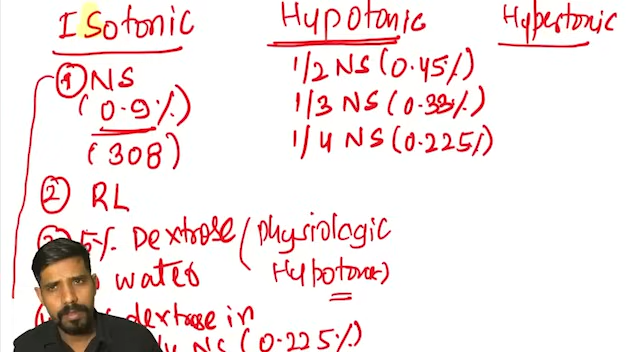 ISotonic
① NS
(0.9%)
(308)
② RL
5% Dextrose (Physiologic
water Hypotonic)
dextrose in
NS (0.225%)
Hypotonic
1/2 NS (0.45%)
1/3 NS (0.33%)
1/4 NS (0.225%)
Hypertonic